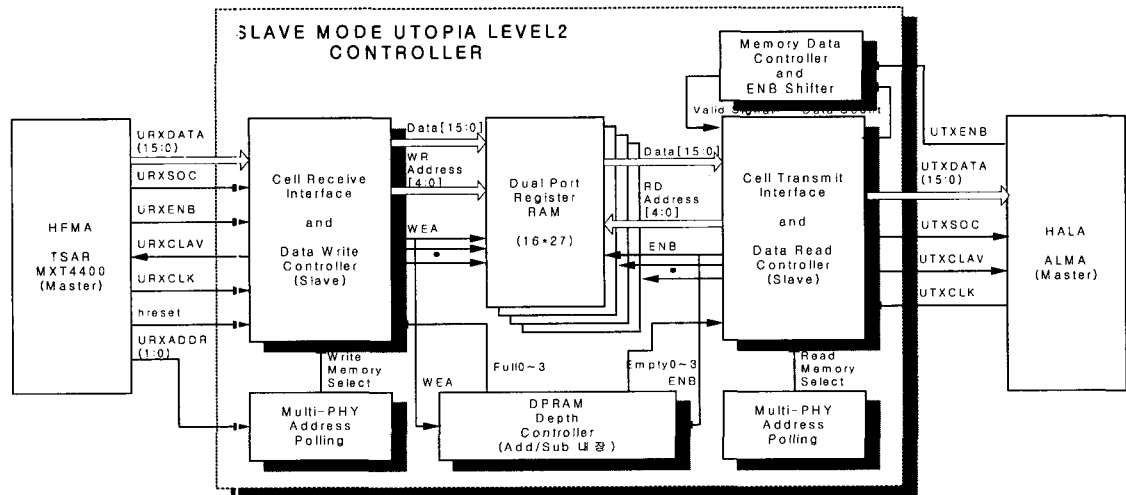 SLAVE MODE UTOPIA LEVEL2
CONTROLLER
Memory Data
Controller
and
ENB Shifter
Valid Signal
Data Count
HFMA
TSAR
MXT4400
(Master)
URXDATA
(15:0)
URXSOC
URXENB
URXCLAV
URXCLK
hreset
URXADDR
(1:0)
Cell Receive
Interface
and
Data Write
Controller
(Slave)
Data[15:0]
WR
Address
[4:0]
WEA
Dual Port
Register
RAM
(16*27)
Data[15:0]
RD
Address
[4:0]
ENB
Cell Transmit
Interface
and
Data Read
Controller
(Slave)
UTXENB
UTXDATA
(15:0)
UTXSOC
UTXCLAV
UTXCLK
HALA
ALMA
(Master)
Write
Memory
Select
WEA
Full0~3
Empty0~3
ENB
Read
Memory
Select
Multi-PHY
Address
Polling
DPRAM
Depth
Controller
(Add/Sub 내장)
Multi-PHY
Address
Polling